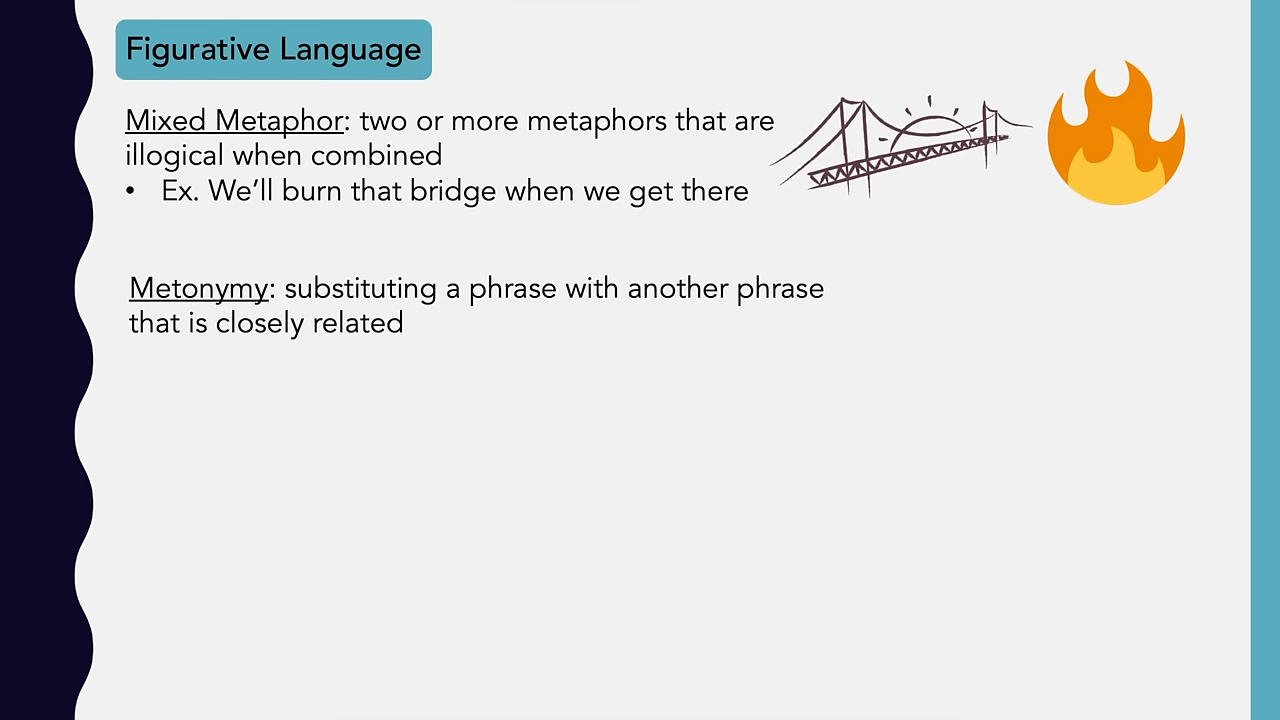 Figurative Language
Mixed Metaphor: two or more metaphors that are
illogical when combined
• Ex. We’ll burn that bridge when we get there
Metonymy: substituting a phrase with another phrase
that is closely related